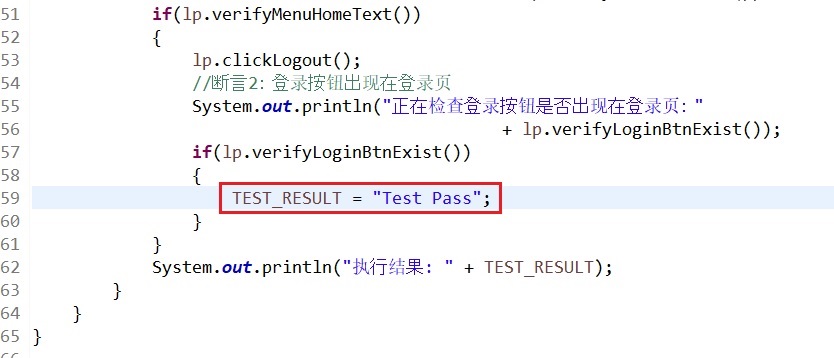 51 if(lp.verifyMenuHomeText())
52 {
53 lp.clickLogout();
54 //断言2：登录按钮出现在登录页
55 System.out.println("正在检查登录按钮是否出现在登录页："
56 + lp.verifyLoginBtnExist());
57 if(lp.verifyLoginBtnExist())
58 {
59 TEST_RESULT = "Test Pass";
60 }
61 }
62 System.out.println("执行结果：" + TEST_RESULT);
63 }
64 }
65 }